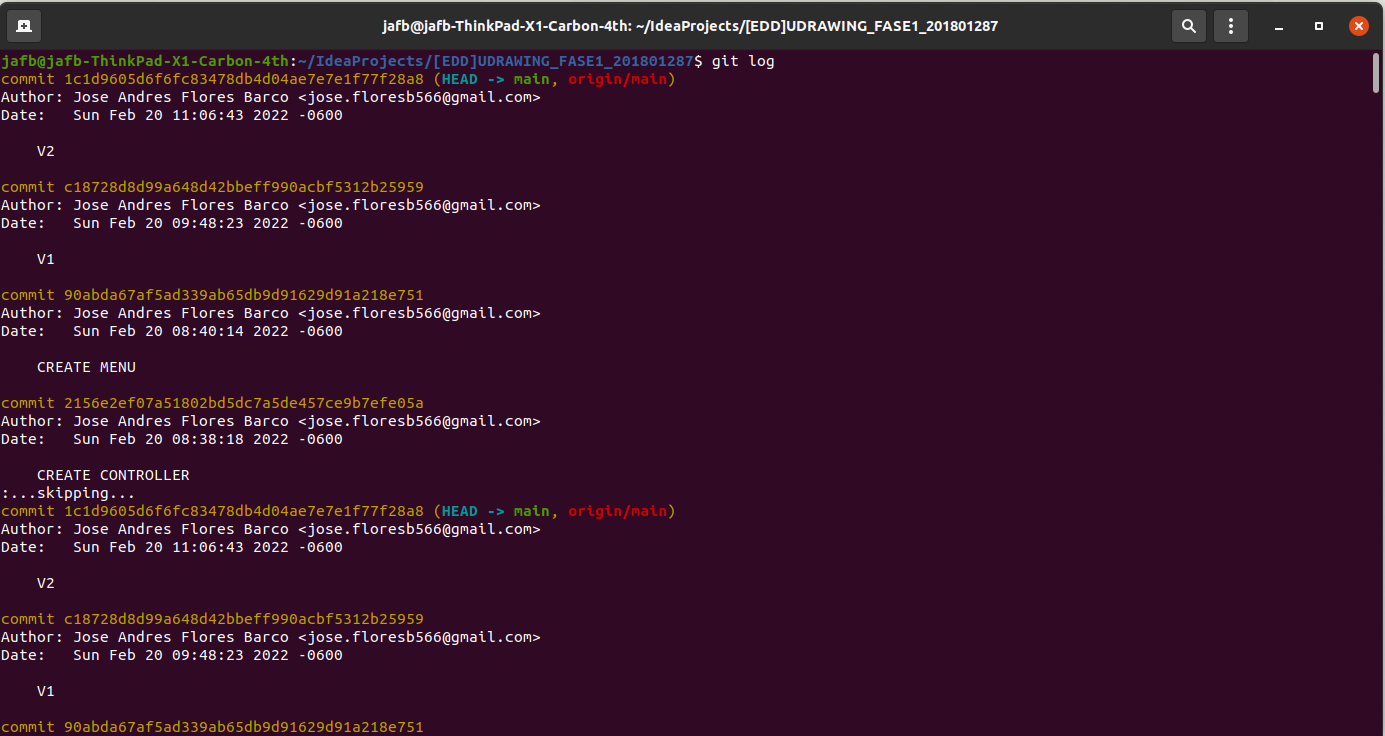 jafb@jafb-ThinkPad-X1-Carbon-4th: ~/IdeaProjects/[EDD]UDRAWING_FASE1_201801287
jafb@jafb-ThinkPad-X1-Carbon-4th:~/IdeaProjects/[EDD]UDRAWING_FASE1_201801287$ git log
commit 1c1d9605d6f6fc83478db4d04ae7e7e1f77f28a8 (HEAD -> main, origin/main)
Author: Jose Andres Flores Barco <jose.floresb566@gmail.com>
Date:   Sun Feb 20 11:06:43 2022 -0600
V2
commit c18728d8d99a648d42bbeff990acbf5312b25959
Author: Jose Andres Flores Barco <jose.floresb566@gmail.com>
Date:   Sun Feb 20 09:48:23 2022 -0600
V1
commit 90abda67af5ad339ab65db9d91629d91a218e751
Author: Jose Andres Flores Barco <jose.floresb566@gmail.com>
Date:   Sun Feb 20 08:40:14 2022 -0600
CREATE MENU
commit 2156e2ef07a51802bd5dc7a5de457ce9b7efe05a
Author: Jose Andres Flores Barco <jose.floresb566@gmail.com>
Date:   Sun Feb 20 08:38:18 2022 -0600
CREATE CONTROLLER
:...skipping...
commit 1c1d9605d6f6fc83478db4d04ae7e7e1f77f28a8 (HEAD -> main, origin/main)
Author: Jose Andres Flores Barco <jose.floresb566@gmail.com>
Date:   Sun Feb 20 11:06:43 2022 -0600
V2
commit c18728d8d99a648d42bbeff990acbf5312b25959
Author: Jose Andres Flores Barco <jose.floresb566@gmail.com>
Date:   Sun Feb 20 09:48:23 2022 -0600
V1
commit 90abda67af5ad339ab65db9d91629d91a218e751